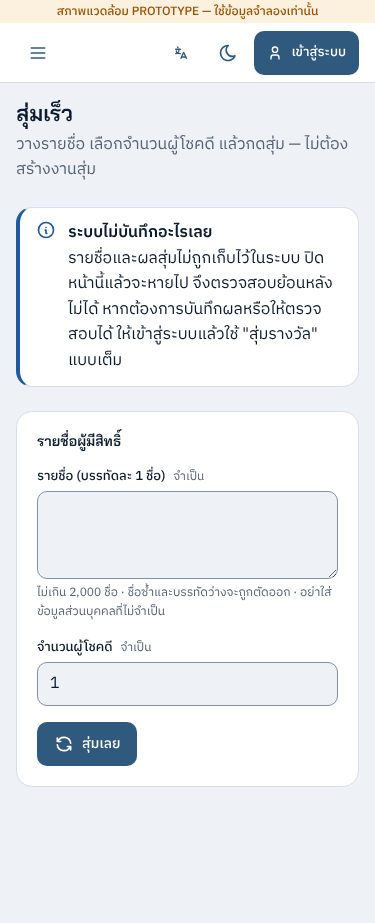 สภาพแวดล้อม PROTOTYPE — ใช้ข้อมูลจำลองเท่านั้น
เข้าสู่ระบบ
สุ่มเร็ว
วางรายชื่อ เลือกจำนวนผู้โชคดี แล้วกดสุ่ม — ไม่ต้อง
สร้างงานสุ่ม
ระบบไม่บันทึกอะไรเลย
รายชื่อและผลสุ่มไม่ถูกเก็บไว้ในระบบ ปิด
หน้านี้แล้วจะหายไป จึงตรวจสอบย้อนหลัง
ไม่ได้ หากต้องการบันทึกผลหรือให้ตรวจ
สอบได้ ให้เข้าสู่ระบบแล้วใช้ "สุ่มรางวัล"
แบบเต็ม
รายชื่อผู้มีสิทธิ์
รายชื่อ (บรรทัดละ 1 ชื่อ) จำเป็น
ไม่เกิน 2,000 ชื่อ · ชื่อซ้ำและบรรทัดว่างจะถูกตัดออก · อย่าใส่
ข้อมูลส่วนบุคคลที่ไม่จำเป็น
จำนวนผู้โชคดี จำเป็น
1
สุ่มเลย